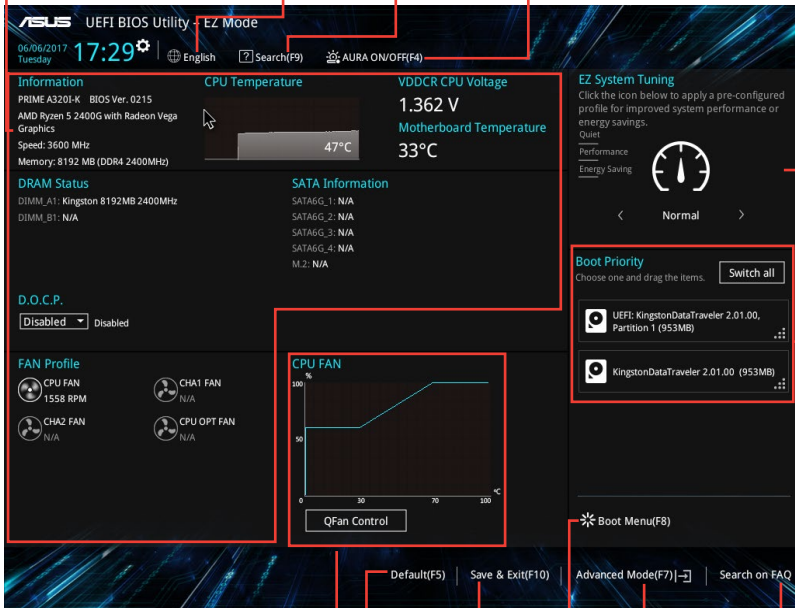 ASUS UEFI BIOS Utility – EZ Mode
06/06/2017
Tuesday
17:29
English
Search(F9)
AURA ON/OFF(F4)
Information
PRIME A320I-K BIOS Ver. 0215
AMD Ryzen 5 2400G with Radeon Vega
Graphics
Speed: 3600 MHz
Memory: 8192 MB (DDR4 2400MHz)
CPU Temperature
47°C
VDDCR CPU Voltage
1.362 V
Motherboard Temperature
33°C
EZ System Tuning
Click the icon below to apply a pre-configured
profile for improved system performance or
energy savings.
Quiet
Performance
Energy Saving
< Normal >
DRAM Status
DIMM_A1: Kingston 8192MB 2400MHz
DIMM_B1: N/A
SATA Information
SATA6G_1: N/A
SATA6G_2: N/A
SATA6G_3: N/A
SATA6G_4: N/A
M.2: N/A
D.O.C.P.
Disabled Disabled
Boot Priority
Choose one and drag the items.
Switch all
UEFI: KingstonDataTraveler 2.01.00,
Partition 1 (953MB)
KingstonDataTraveler 2.01.00 (953MB)
FAN Profile
CPU FAN
1558 RPM
CHA1 FAN
N/A
CHA2 FAN
N/A
CPU OPT FAN
N/A
CPU FAN
%
100
50
0 30 70 100
°C
QFan Control
Boot Menu(F8)
Default(F5)
Save & Exit(F10)
Advanced Mode(F7)
Search on FAQ